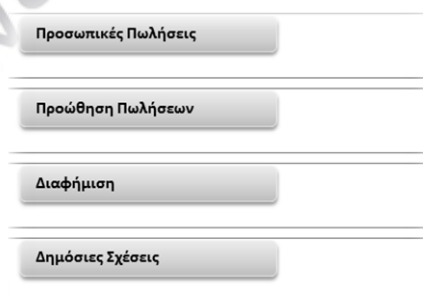 Προσωπικές Πωλήσεις
Προώθηση Πωλήσεων
Διαφήμιση
Δημόσιες Σχέσεις